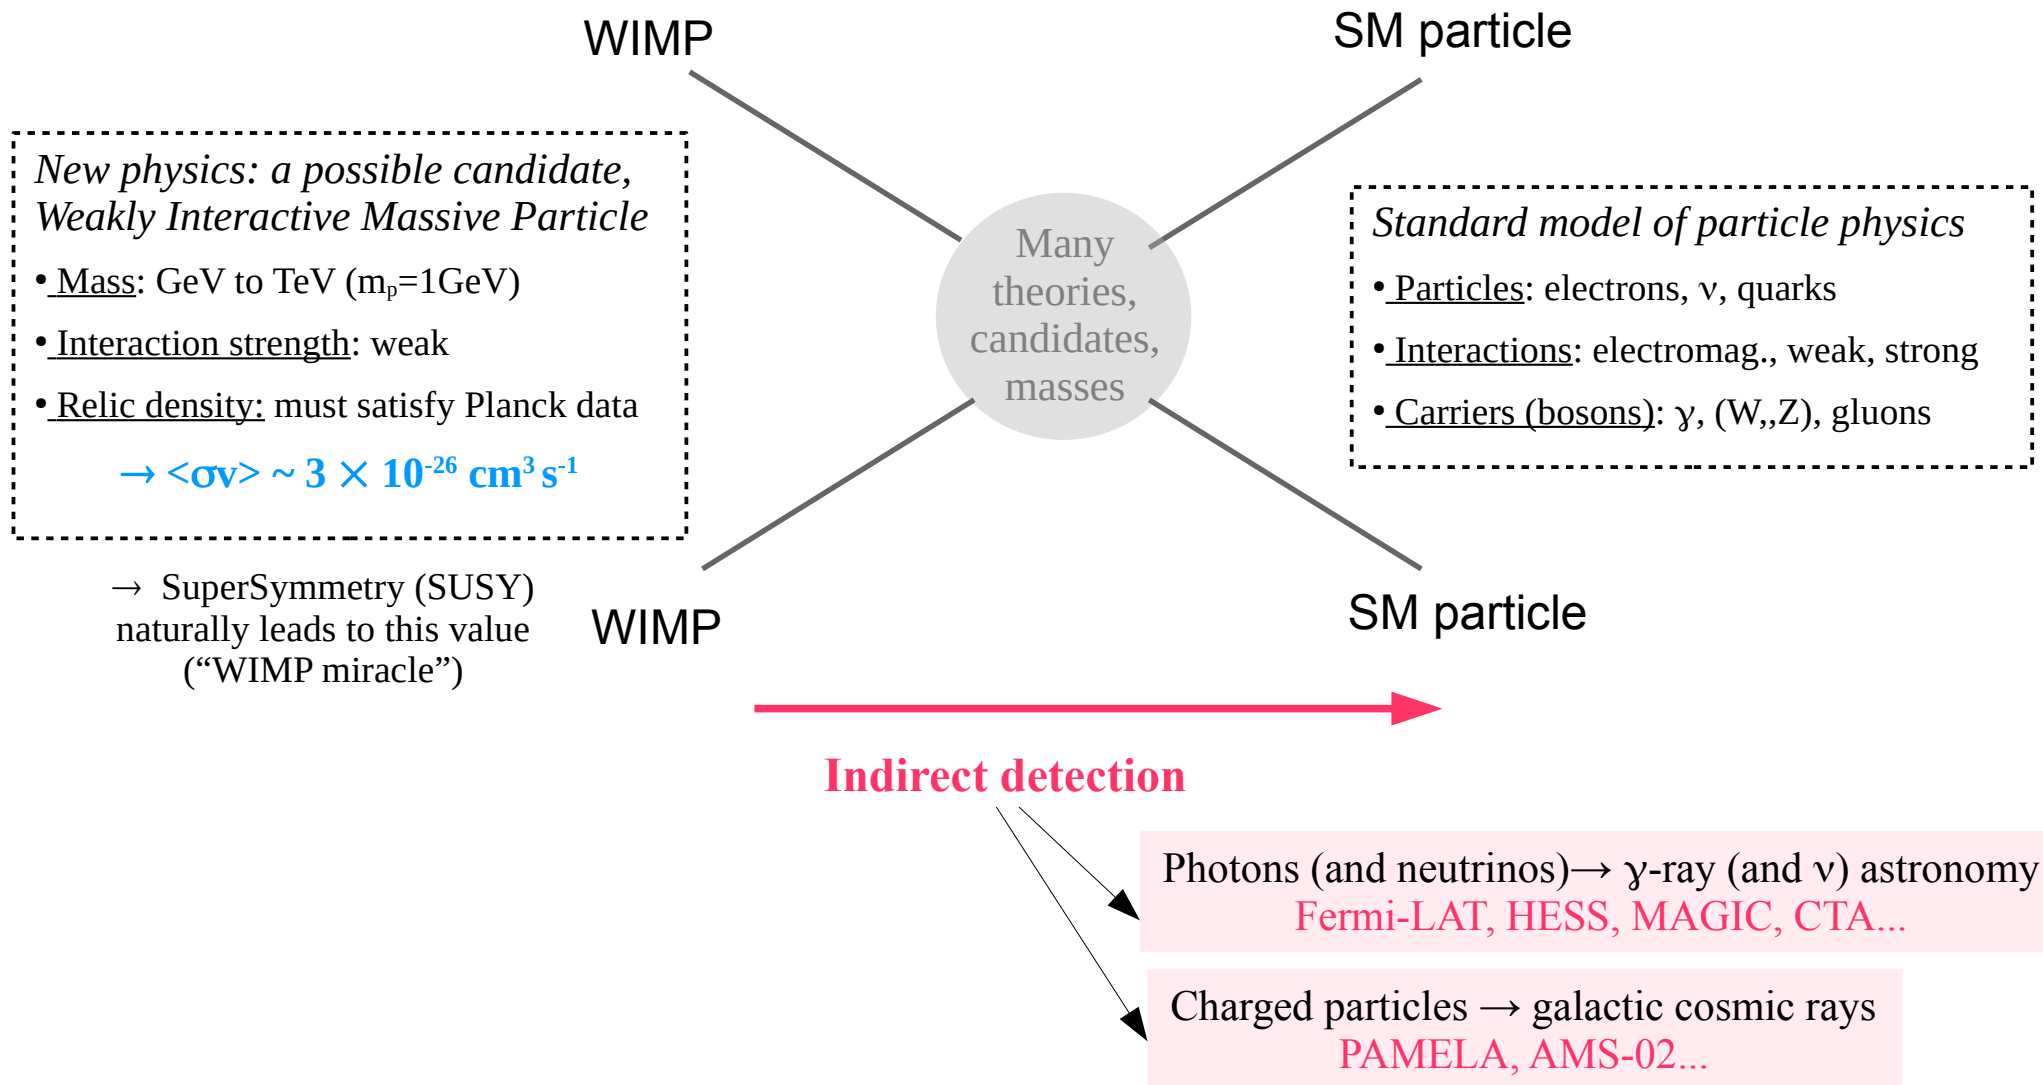 WIMP
SM particle
New physics: a possible candidate,
Weakly Interactive Massive Particle
• Mass: GeV to TeV (mₚ=1GeV)
• Interaction strength: weak
• Relic density: must satisfy Planck data
→ <σv> ~ 3 × 10⁻²⁶ cm³ s⁻¹
→ SuperSymmetry (SUSY)
naturally leads to this value
(“WIMP miracle”)
Many
theories,
candidates,
masses
Standard model of particle physics
• Particles: electrons, ν, quarks
• Interactions: electromag., weak, strong
• Carriers (bosons): γ, (W,,Z), gluons
WIMP
SM particle
Indirect detection
Photons (and neutrinos)→ γ-ray (and ν) astronomy
Fermi-LAT, HESS, MAGIC, CTA...
Charged particles → galactic cosmic rays
PAMELA, AMS-02...